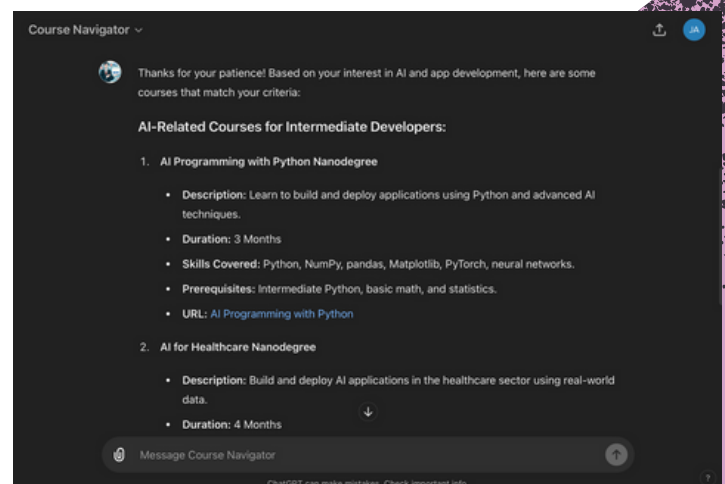 Course Navigator
JA
Thanks for your patience! Based on your interest in AI and app development, here are some
courses that match your criteria:
AI-Related Courses for Intermediate Developers:
1. AI Programming with Python Nanodegree
• Description: Learn to build and deploy applications using Python and advanced AI
techniques.
• Duration: 3 Months
• Skills Covered: Python, NumPy, pandas, Matplotlib, PyTorch, neural networks.
• Prerequisites: Intermediate Python, basic math, and statistics.
• URL: AI Programming with Python
2. AI for Healthcare Nanodegree
• Description: Build and deploy AI applications in the healthcare sector using real-world
data.
• Duration: 4 Months
Message Course Navigator
ChatGPT can make mistakes. Check important info.
?